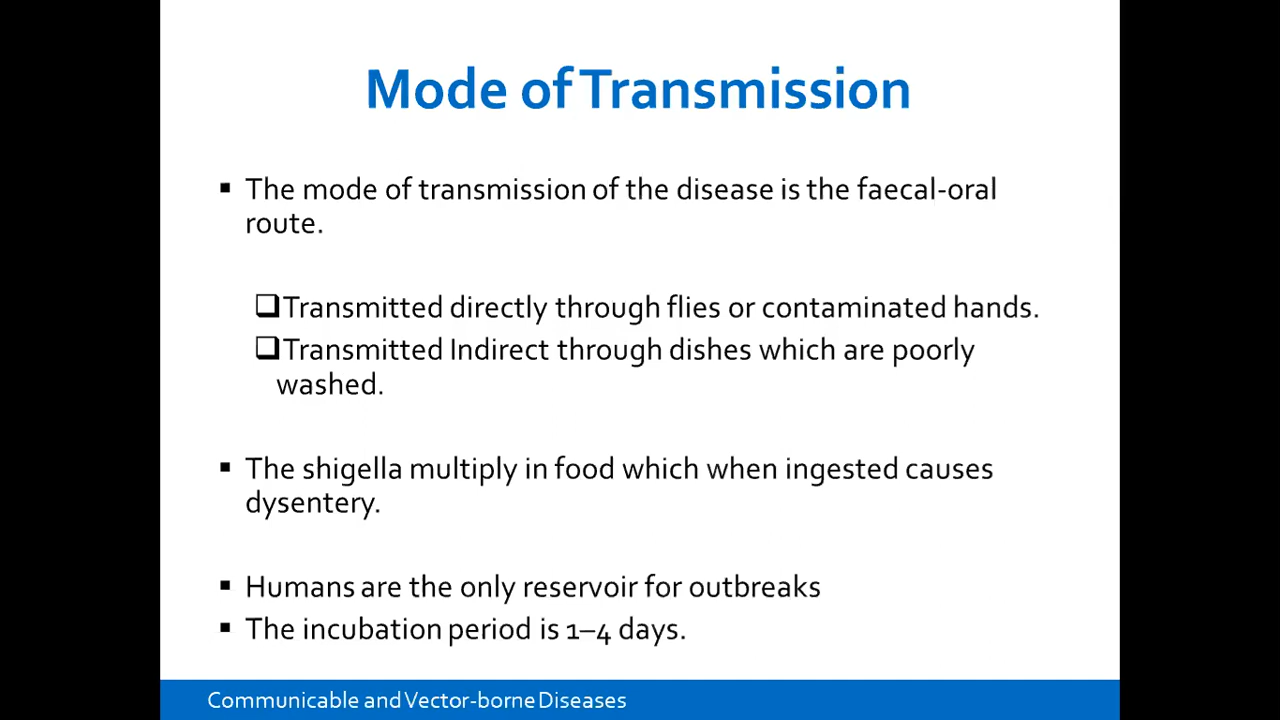 Mode of Transmission
▪ The mode of transmission of the disease is the faecal-oral
route.
❑Transmitted directly through flies or contaminated hands.
❑Transmitted Indirect through dishes which are poorly
washed.
▪ The shigella multiply in food which when ingested causes
dysentery.
▪ Humans are the only reservoir for outbreaks
▪ The incubation period is 1–4 days.
Communicable and Vector-borne Diseases